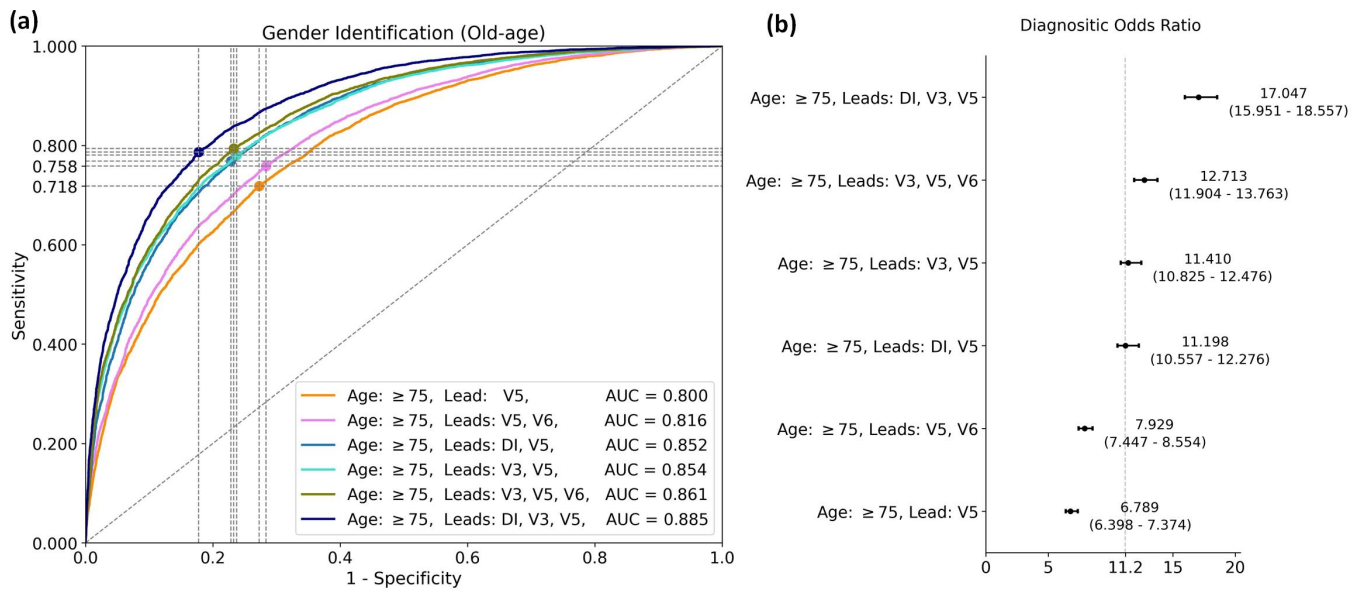 (a)
Gender Identification (Old-age)
1.000
0.800
0.758
0.718
0.600
0.400
0.200
0.000
Sensitivity
Age: ≥75, Lead: V5, AUC = 0.800
Age: ≥75, Leads: V5, V6, AUC = 0.816
Age: ≥75, Leads: DI, V5, AUC = 0.852
Age: ≥75, Leads: V3, V5, AUC = 0.854
Age: ≥75, Leads: V3, V5, V6, AUC = 0.861
Age: ≥75, Leads: DI, V3, V5, AUC = 0.885
0.0 0.2 0.4 0.6 0.8 1.0
1 - Specificity
(b)
Diagnositic Odds Ratio
Age: ≥75, Leads: DI, V3, V5
17.047
(15.951 - 18.557)
Age: ≥75, Leads: V3, V5, V6
12.713
(11.904 - 13.763)
Age: ≥75, Leads: V3, V5
11.410
(10.825 - 12.476)
Age: ≥75, Leads: DI, V5
11.198
(10.557 - 12.276)
Age: ≥75, Leads: V5, V6
7.929
(7.447 - 8.554)
Age: ≥75, Lead: V5
6.789
(6.398 - 7.374)
0 5 11.2 15 20